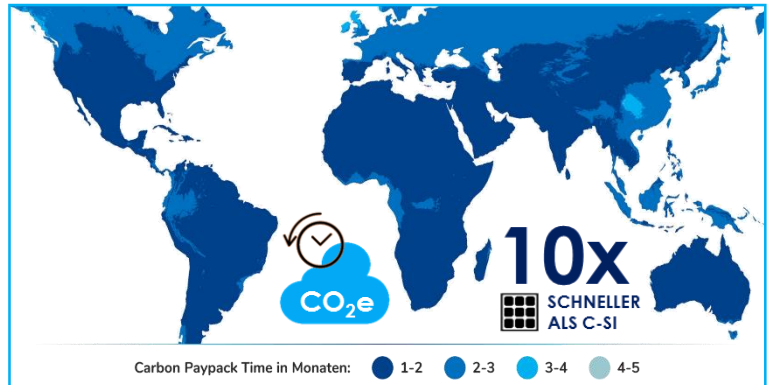 10x
SCHNELLER
ALS C-SI
CO₂e
Carbon Paypack Time in Monaten: 1-2 2-3 3-4 4-5